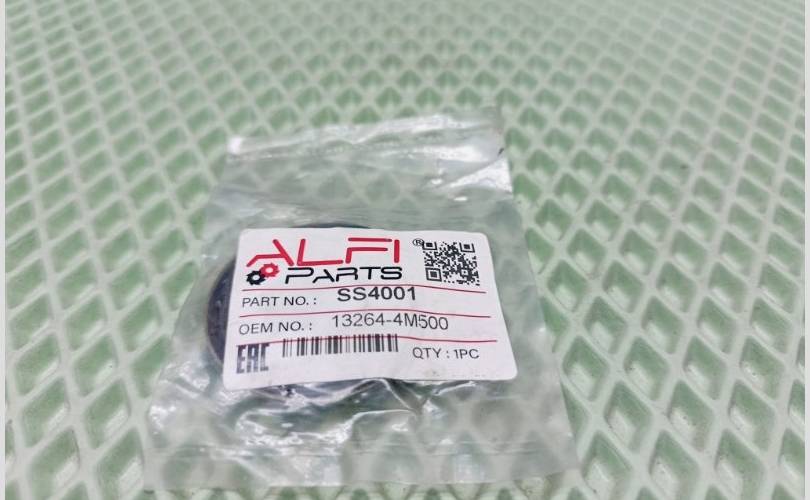 ALFI®
PARTS
PART NO.: SS4001
OEM NO.: 13264-4M500
EAC QTY : 1PC